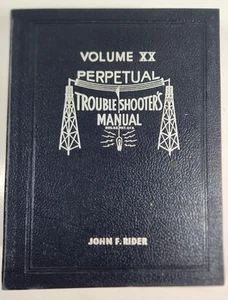 VOLUME XX
PERPETUAL
TROUBLE SHOOTER'S
MANUAL
JOHN F. RIDER